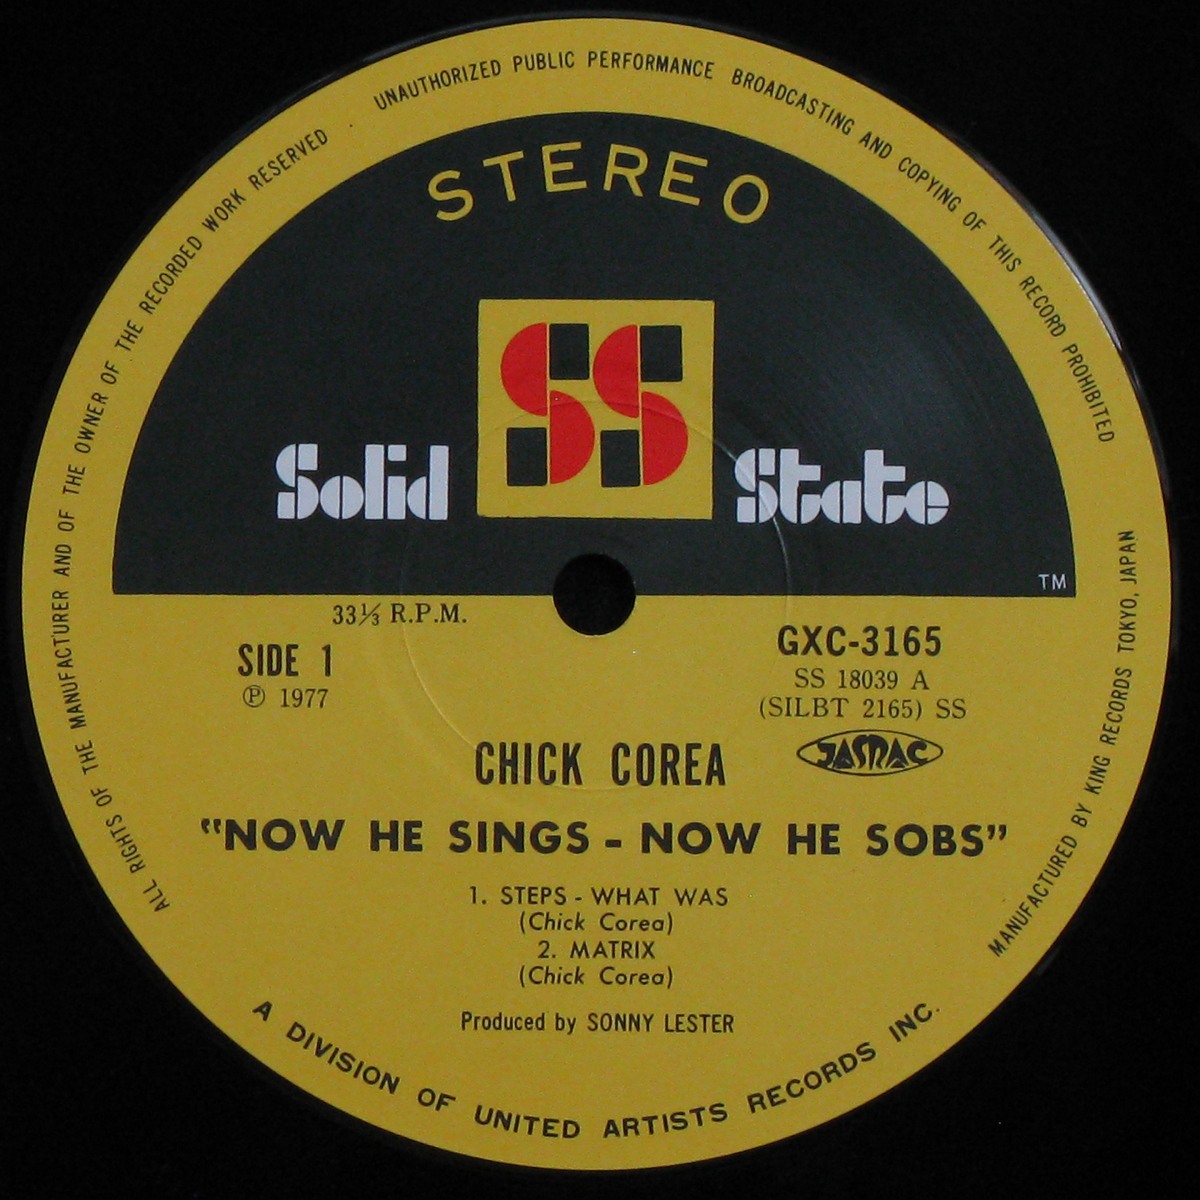 ALL RIGHTS OF THE MANUFACTURER AND OF THE OWNER OF THE RECORDED WORK RESERVED · UNAUTHORIZED PUBLIC PERFORMANCE BROADCASTING AND COPYING OF THIS RECORD PROHIBITED
MANUFACTURED BY KING RECORDS TOKYO, JAPAN
STEREO
SS
Solid State
TM
33⅓ R.P.M.
SIDE 1
Ⓟ 1977
GXC-3165
SS 18039 A
(SILBT 2165) SS
JASRAC
CHICK COREA
"NOW HE SINGS - NOW HE SOBS"
1. STEPS - WHAT WAS
(Chick Corea)
2. MATRIX
(Chick Corea)
Produced by SONNY LESTER
A DIVISION OF UNITED ARTISTS RECORDS INC.